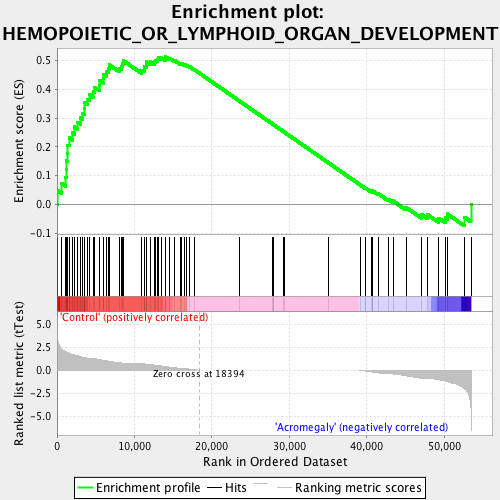 Enrichment plot:
HEMOPOIETIC_OR_LYMPHOID_ORGAN_DEVELOPMENT
Enrichment score (ES)
0.5
0.4
0.3
0.2
0.1
0.0
-0.1
'Control' (positively correlated)
Ranked list metric (tTest)
5.0
2.5
0.0
-2.5
-5.0
Zero cross at 18394
'Acromegaly' (negatively correlated)
0 10,000 20,000 30,000 40,000 50,000
Rank in Ordered Dataset
Enrichment profile Hits Ranking metric scores